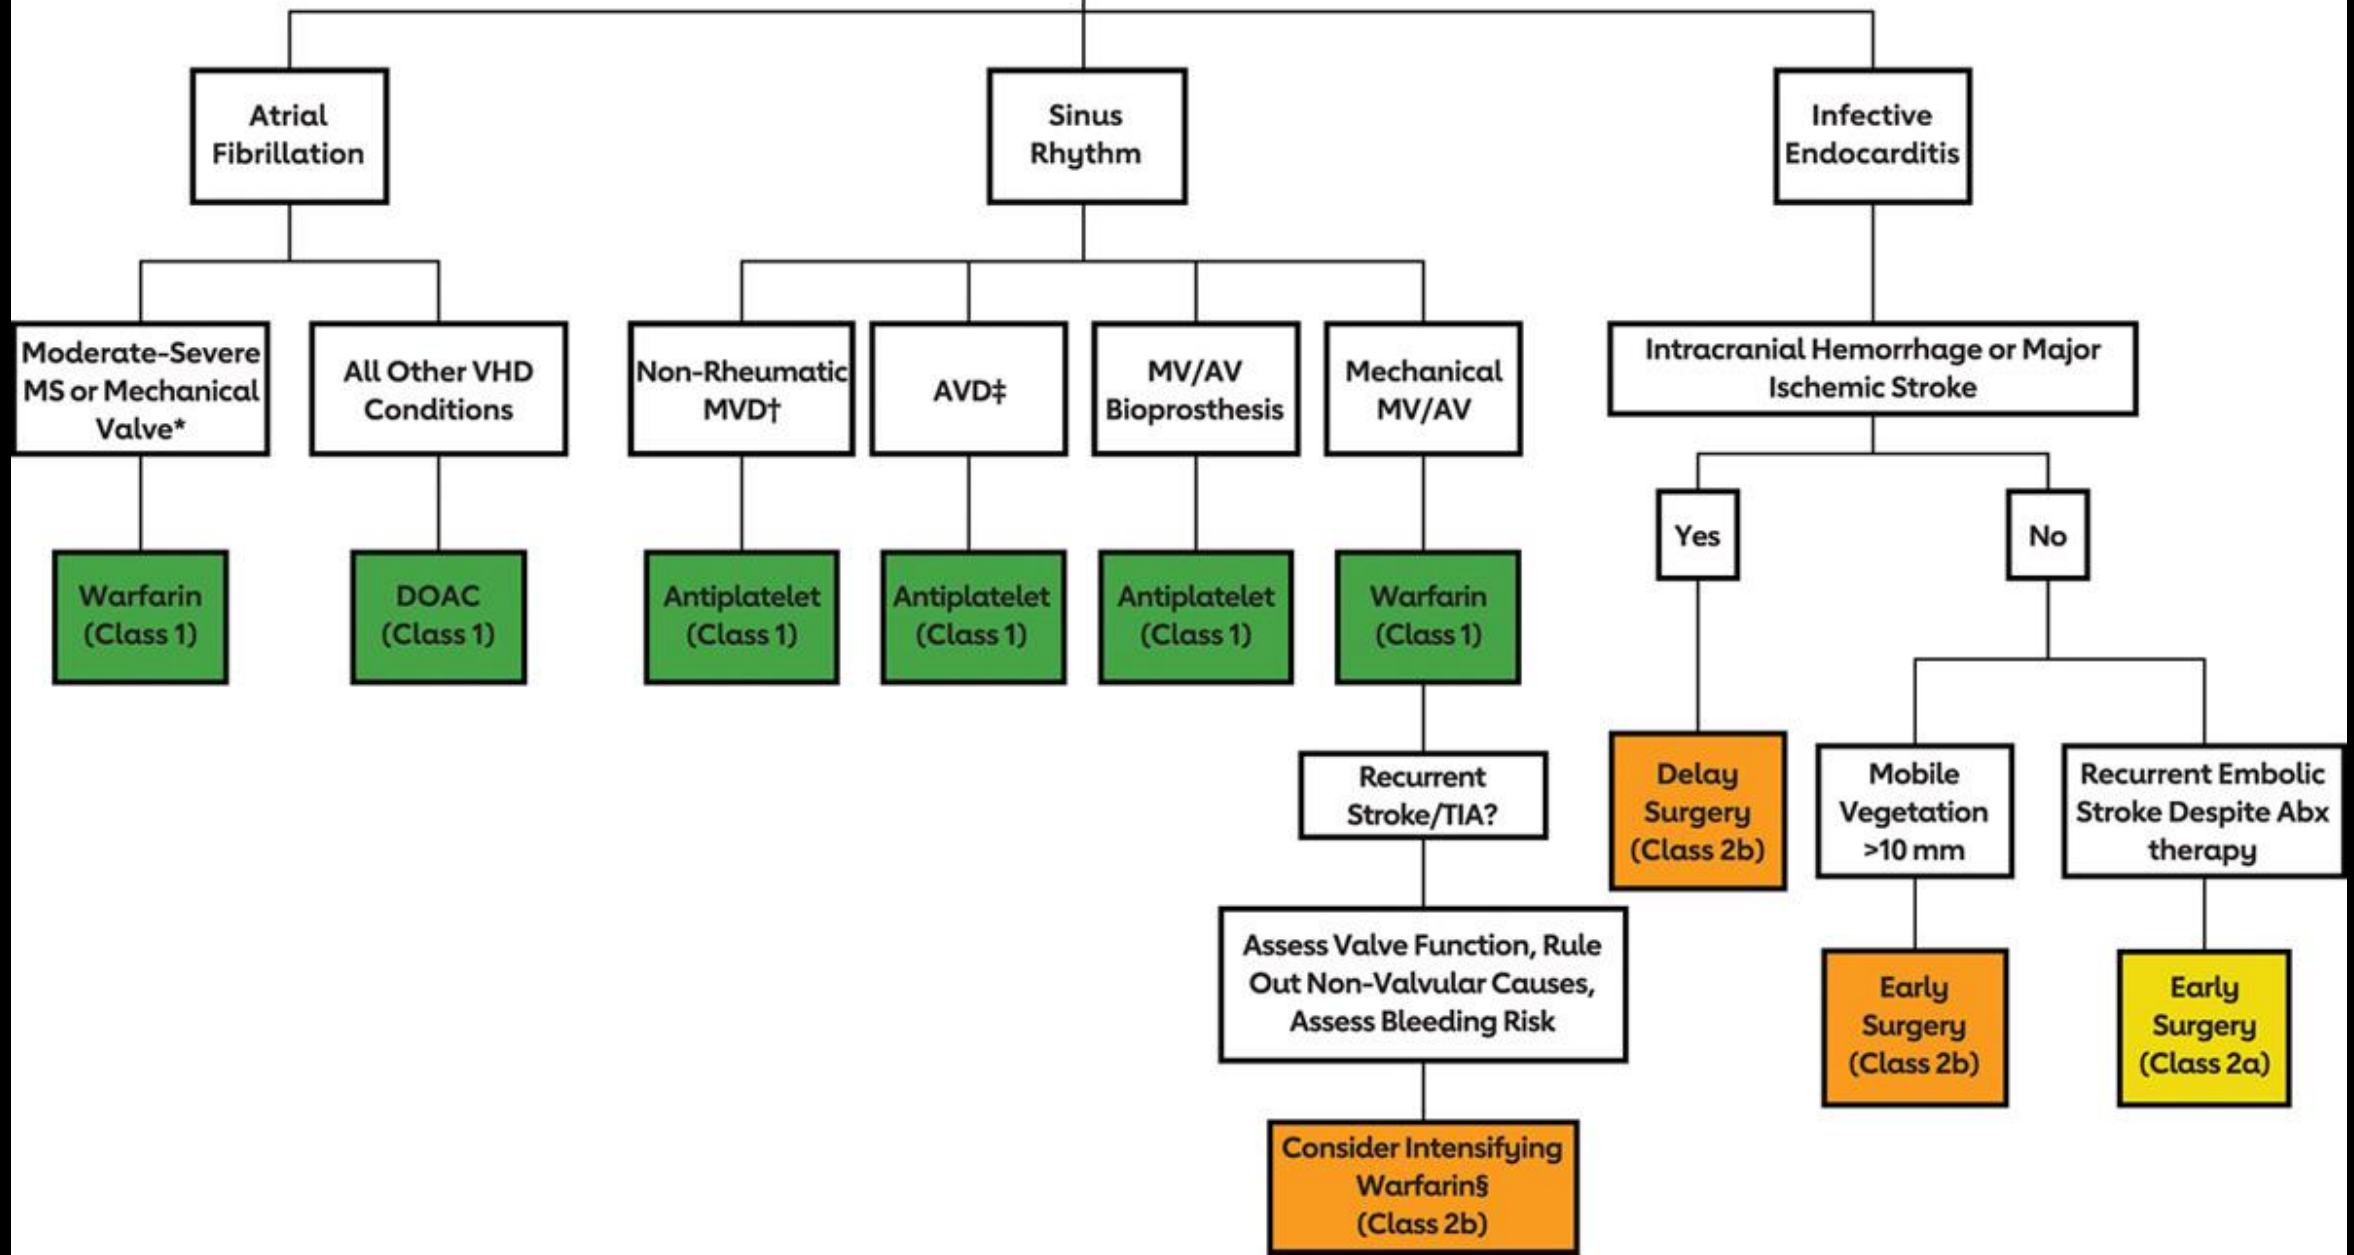 Atrial
Fibrillation
Sinus
Rhythm
Infective
Endocarditis
Moderate-Severe
MS or Mechanical
Valve*
All Other VHD
Conditions
Non-Rheumatic
MVD†
AVD‡
MV/AV
Bioprosthesis
Mechanical
MV/AV
Intracranial Hemorrhage or Major
Ischemic Stroke
Yes
No
Warfarin
(Class 1)
DOAC
(Class 1)
Antiplatelet
(Class 1)
Antiplatelet
(Class 1)
Antiplatelet
(Class 1)
Warfarin
(Class 1)
Recurrent
Stroke/TIA?
Delay
Surgery
(Class 2b)
Mobile
Vegetation
>10 mm
Recurrent Embolic
Stroke Despite Abx
therapy
Assess Valve Function, Rule
Out Non-Valvular Causes,
Assess Bleeding Risk
Early
Surgery
(Class 2b)
Early
Surgery
(Class 2a)
Consider Intensifying
Warfarin§
(Class 2b)